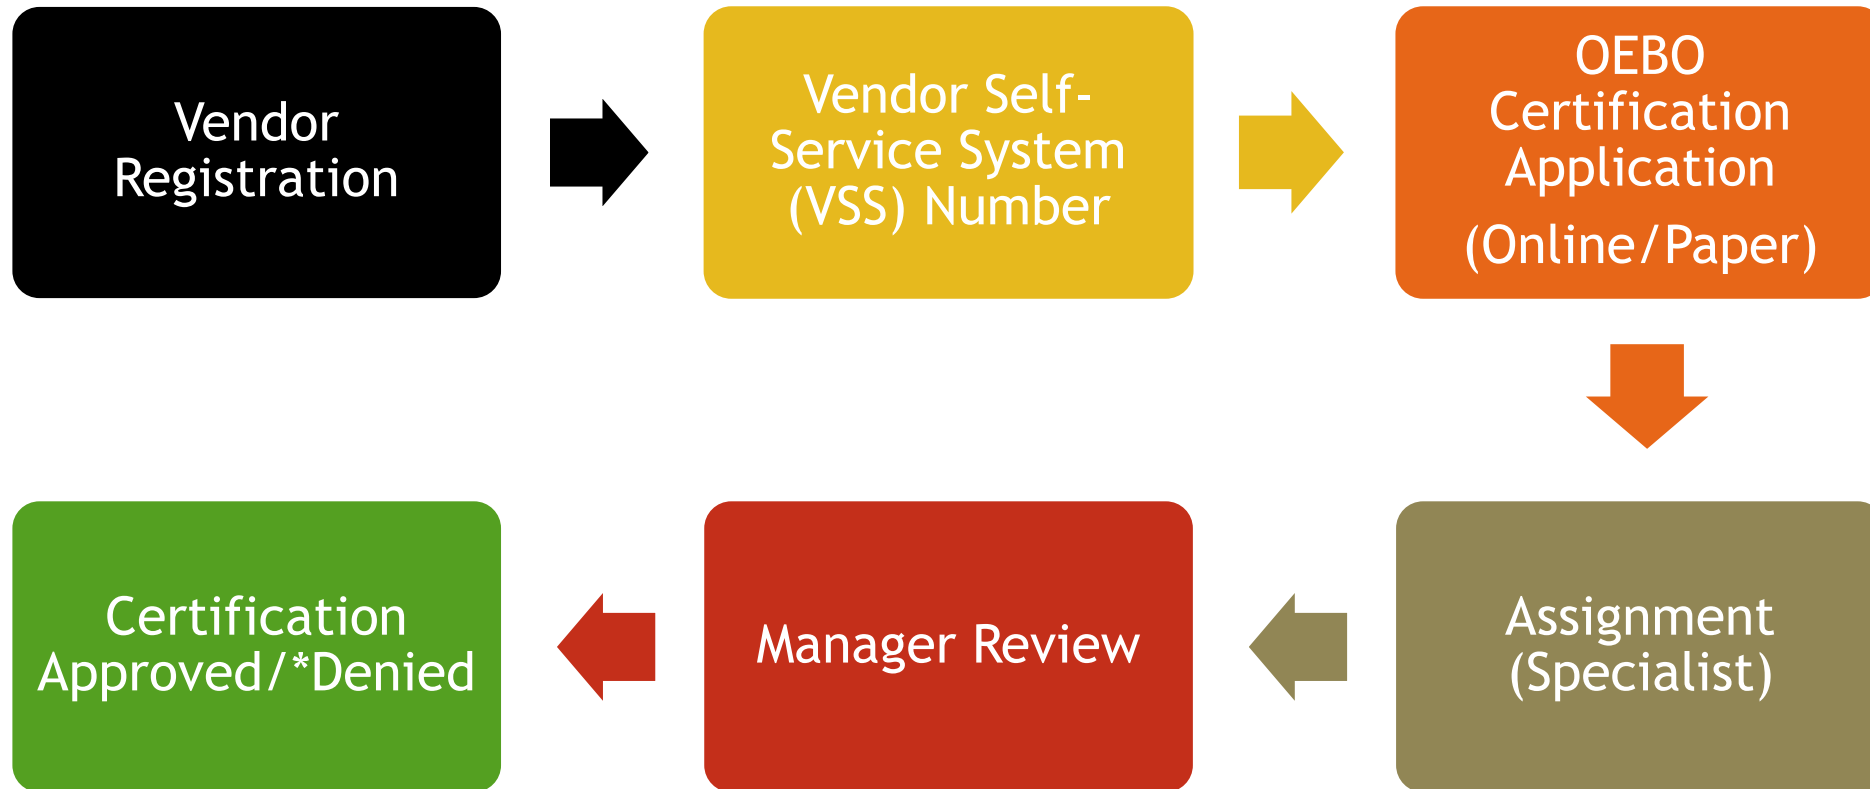 Vendor
Registration
Vendor Self-
Service System
(VSS) Number
OEBO
Certification
Application
(Online/Paper)
Assignment
(Specialist)
Manager Review
Certification
Approved/*Denied